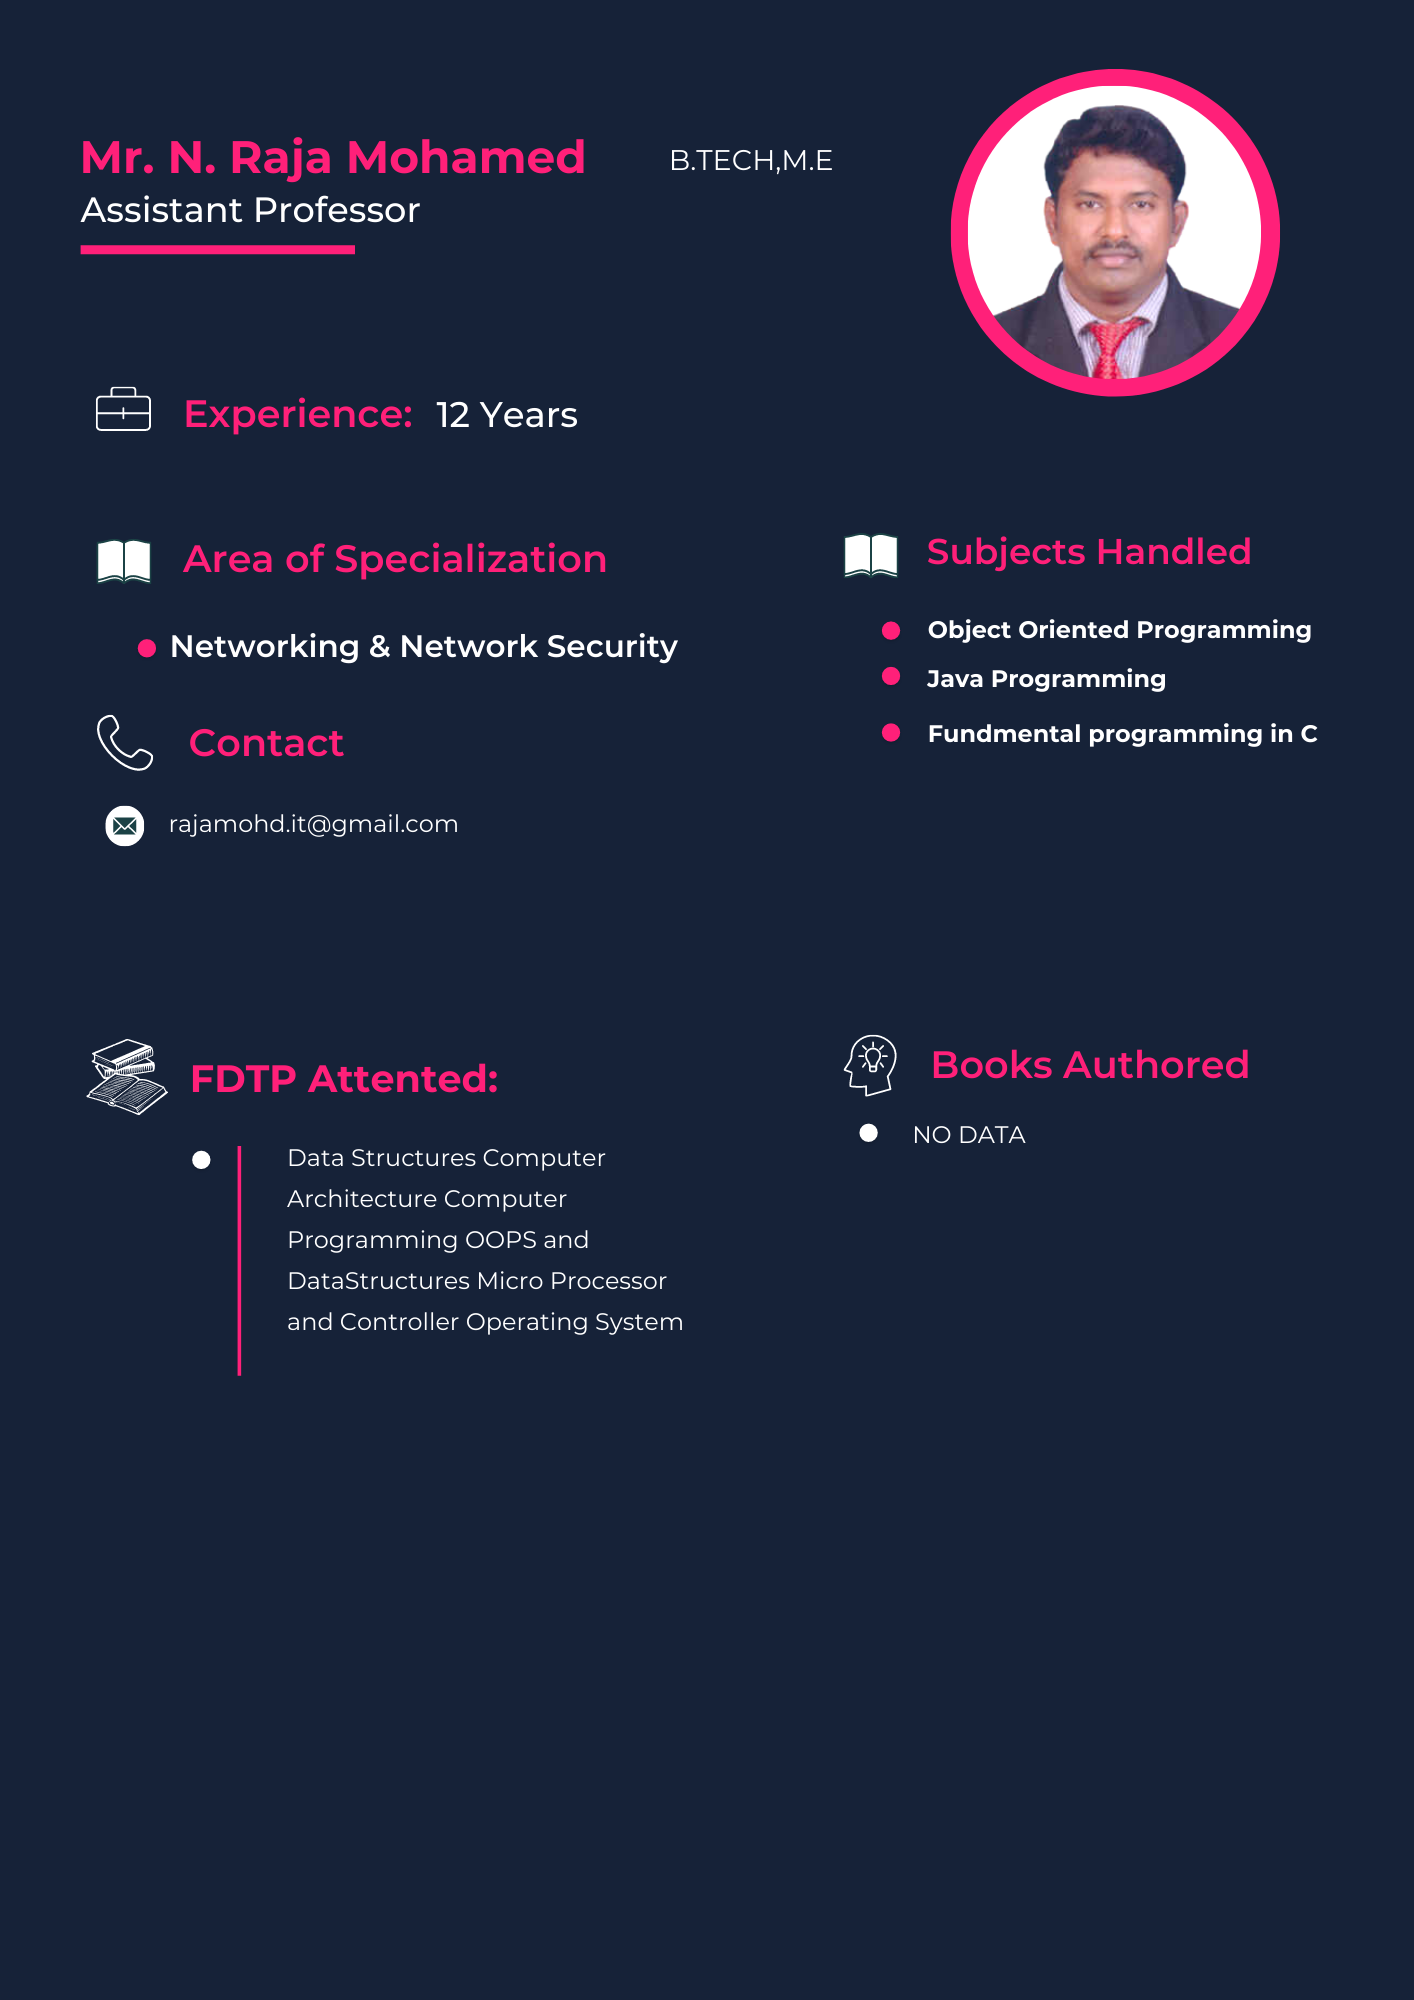 Mr. N. Raja Mohamed
B.TECH,M.E
Assistant Professor
Experience: 12 Years
Area of Specialization
Networking & Network Security
Contact
rajamohd.it@gmail.com
Subjects Handled
Object Oriented Programming
Java Programming
Fundmental programming in C
FDTP Attented:
Data Structures Computer
Architecture Computer
Programming OOPS and
DataStructures Micro Processor
and Controller Operating System
Books Authored
NO DATA